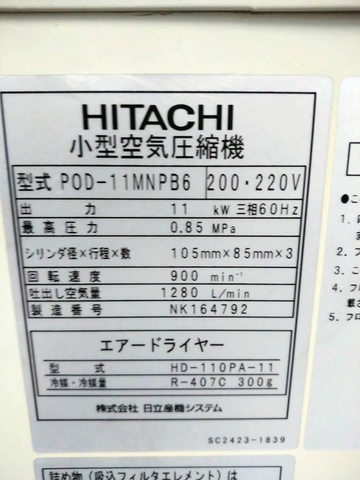 HITACHI
小型空気圧縮機
型式 POD-11MNPB6 200・220V
出力 11 kW 三相60Hz
最高圧力 0.85 MPa
シリンダ径×行程×数 105mm×85mm×3
回転速度 900 min⁻¹
吐出し空気量 1280 L/min
製造番号 NK164792
エアードライヤー
型式 HD-110PA-11
冷媒・冷媒量 R-407C 300g
株式会社 日立産機システム
SC2423-1839
詰め物(吸込フィルタエレメント)は
1.
2.
3.
4.
5.